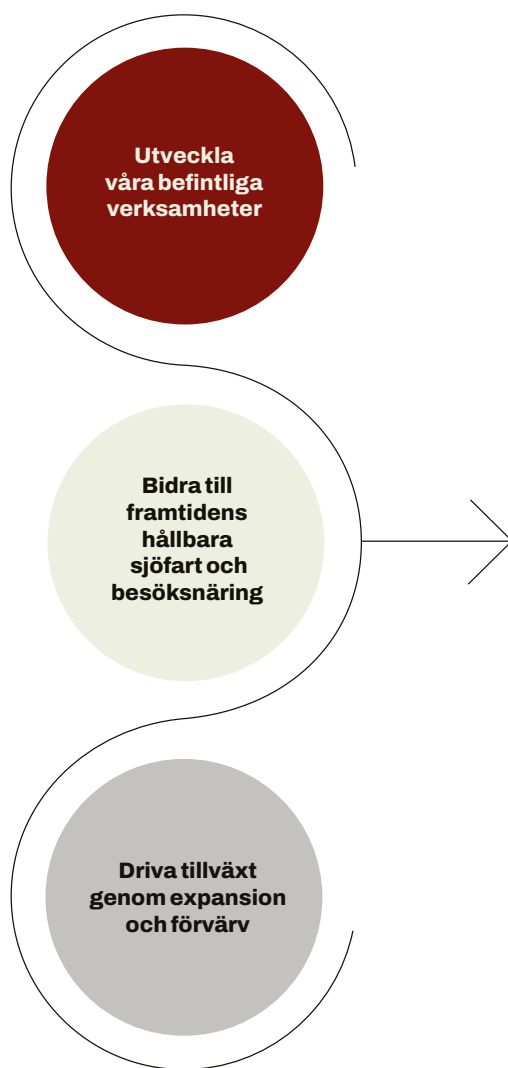 Utveckla
våra befintliga
verksamheter
Bidra till
framtidens
hållbara
sjöfart och
besöksnäring
Driva tillväxt
genom expansion
och förvärv